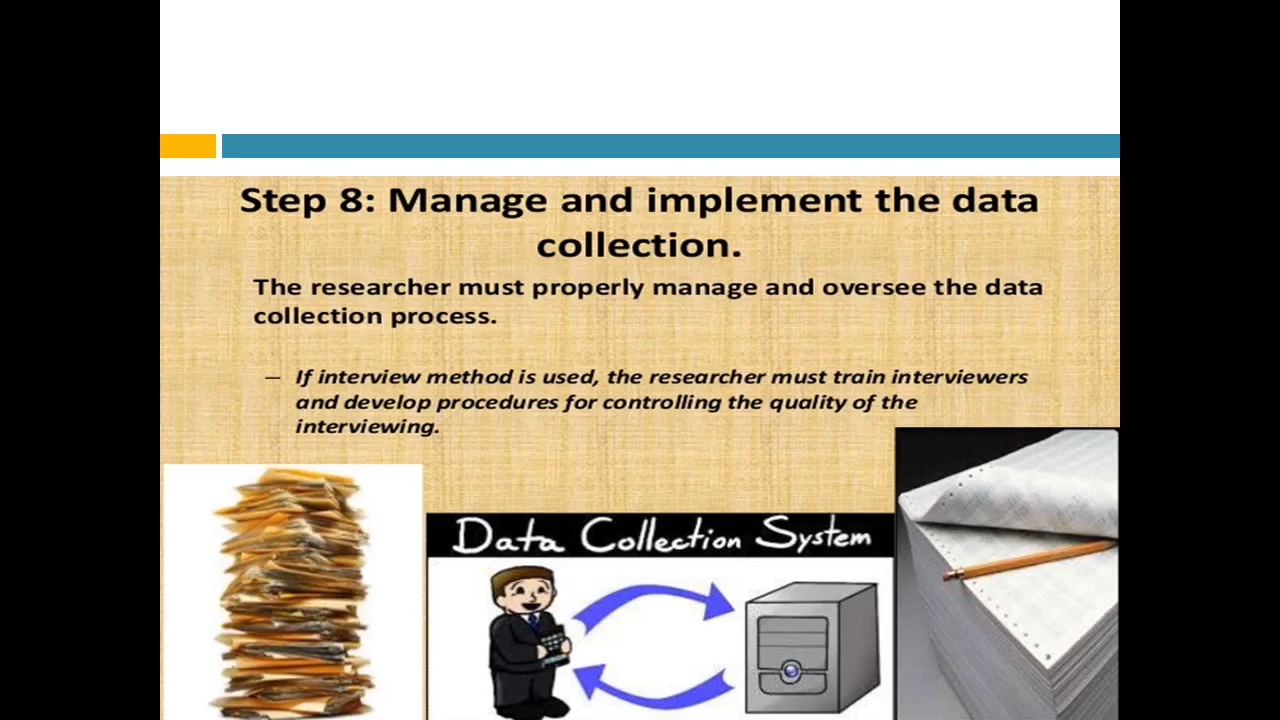 Step 8: Manage and implement the data
collection.
The researcher must properly manage and oversee the data
collection process.
– If interview method is used, the researcher must train interviewers
and develop procedures for controlling the quality of the
interviewing.
Data Collection System